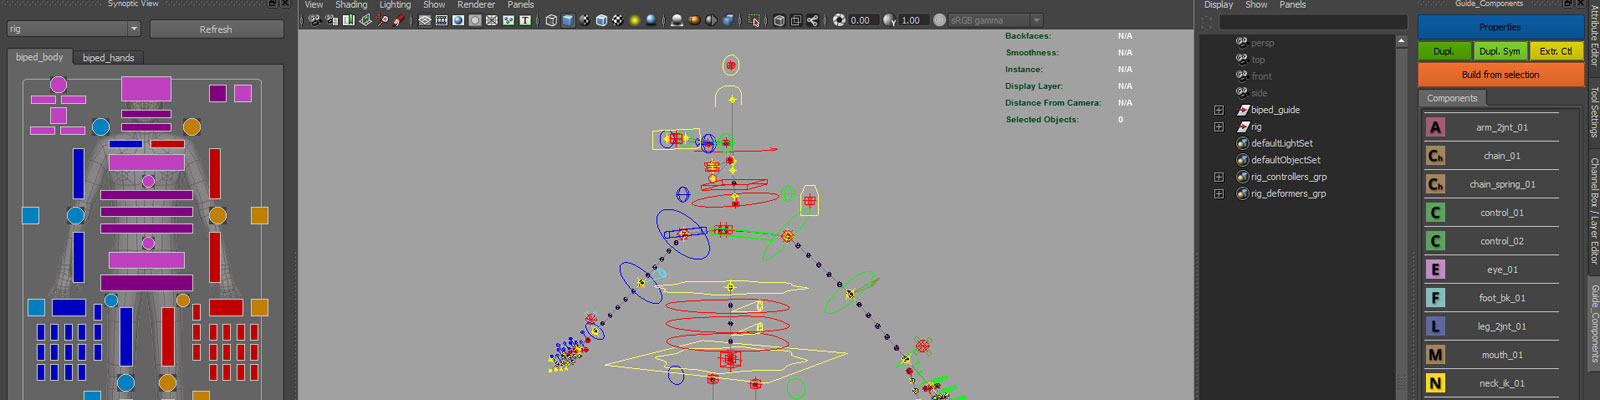 Synoptic View
rig
Refresh
biped_body
biped_hands
View Shading Lighting Show Renderer Panels
0.00
1.00
sRGB gamma
Backfaces: N/A
Smoothness: N/A
Instance: N/A
Display Layer: N/A
Distance From Camera: N/A
Selected Objects: 0
Display Show Panels
persp
top
front
side
biped_guide
rig
defaultLightSet
defaultObjectSet
rig_controllers_grp
rig_deformers_grp
Guide_Components
Properties
Dupl. Dupl. Sym Extr. Ctl
Build from selection
Components
A arm_2jnt_01
Ch chain_01
Ch chain_spring_01
C control_01
C control_02
E eye_01
F foot_bk_01
L leg_2jnt_01
M mouth_01
N neck_ik_01
Attribute Editor
Tool Settings
Channel Box / Layer Editor
Guide_Components